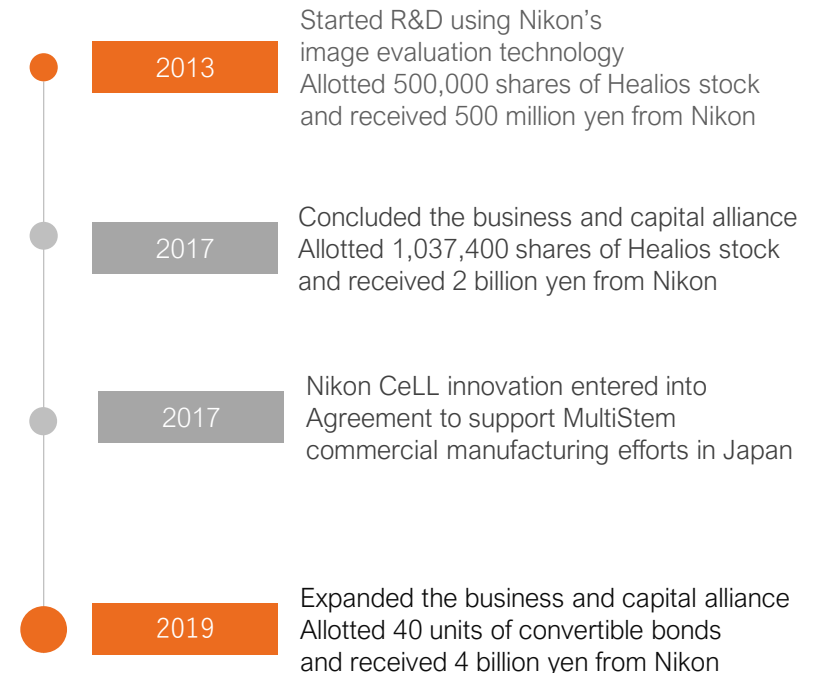 2013
Started R&D using Nikon’s
image evaluation technology
Allotted 500,000 shares of Healios stock
and received 500 million yen from Nikon
2017
Concluded the business and capital alliance
Allotted 1,037,400 shares of Healios stock
and received 2 billion yen from Nikon
2017
Nikon CeLL innovation entered into
Agreement to support MultiStem
commercial manufacturing efforts in Japan
2019
Expanded the business and capital alliance
Allotted 40 units of convertible bonds
and received 4 billion yen from Nikon